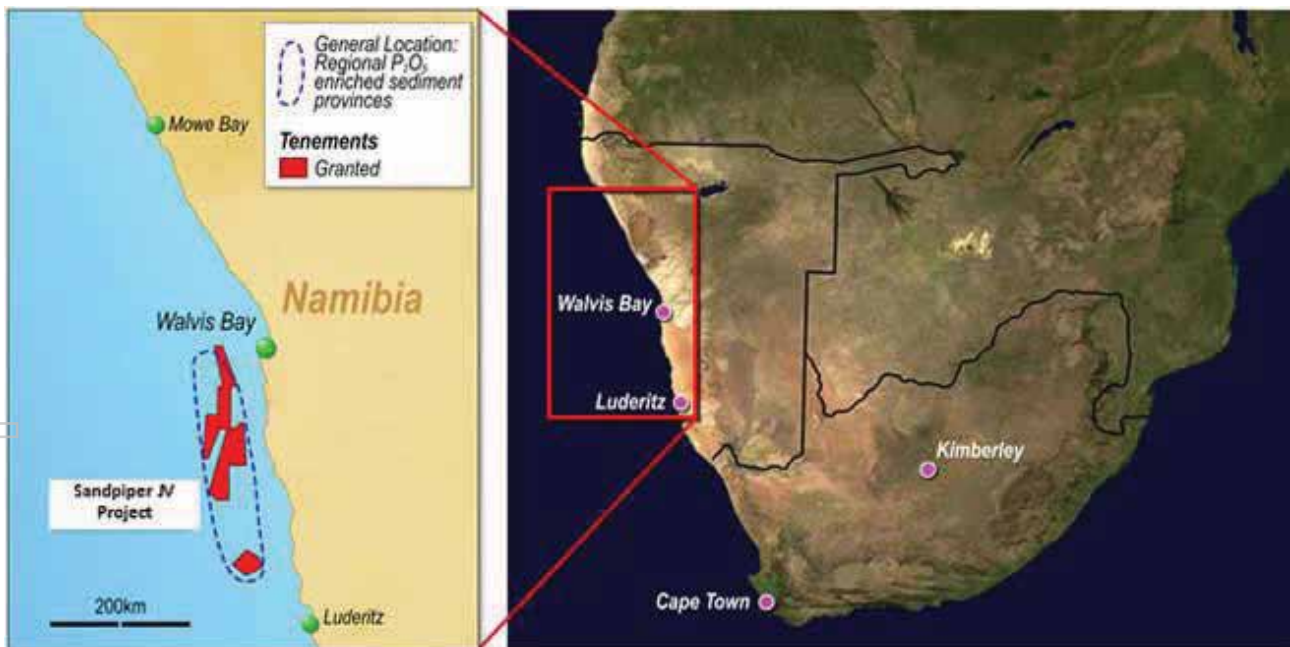 General Location:
Regional P₂O₅
enriched sediment
provinces
Tenements
Granted
Mowe Bay
Namibia
Walvis Bay
Sandpiper JV
Project
200km
Luderitz
Walvis Bay
Luderitz
Kimberley
Cape Town